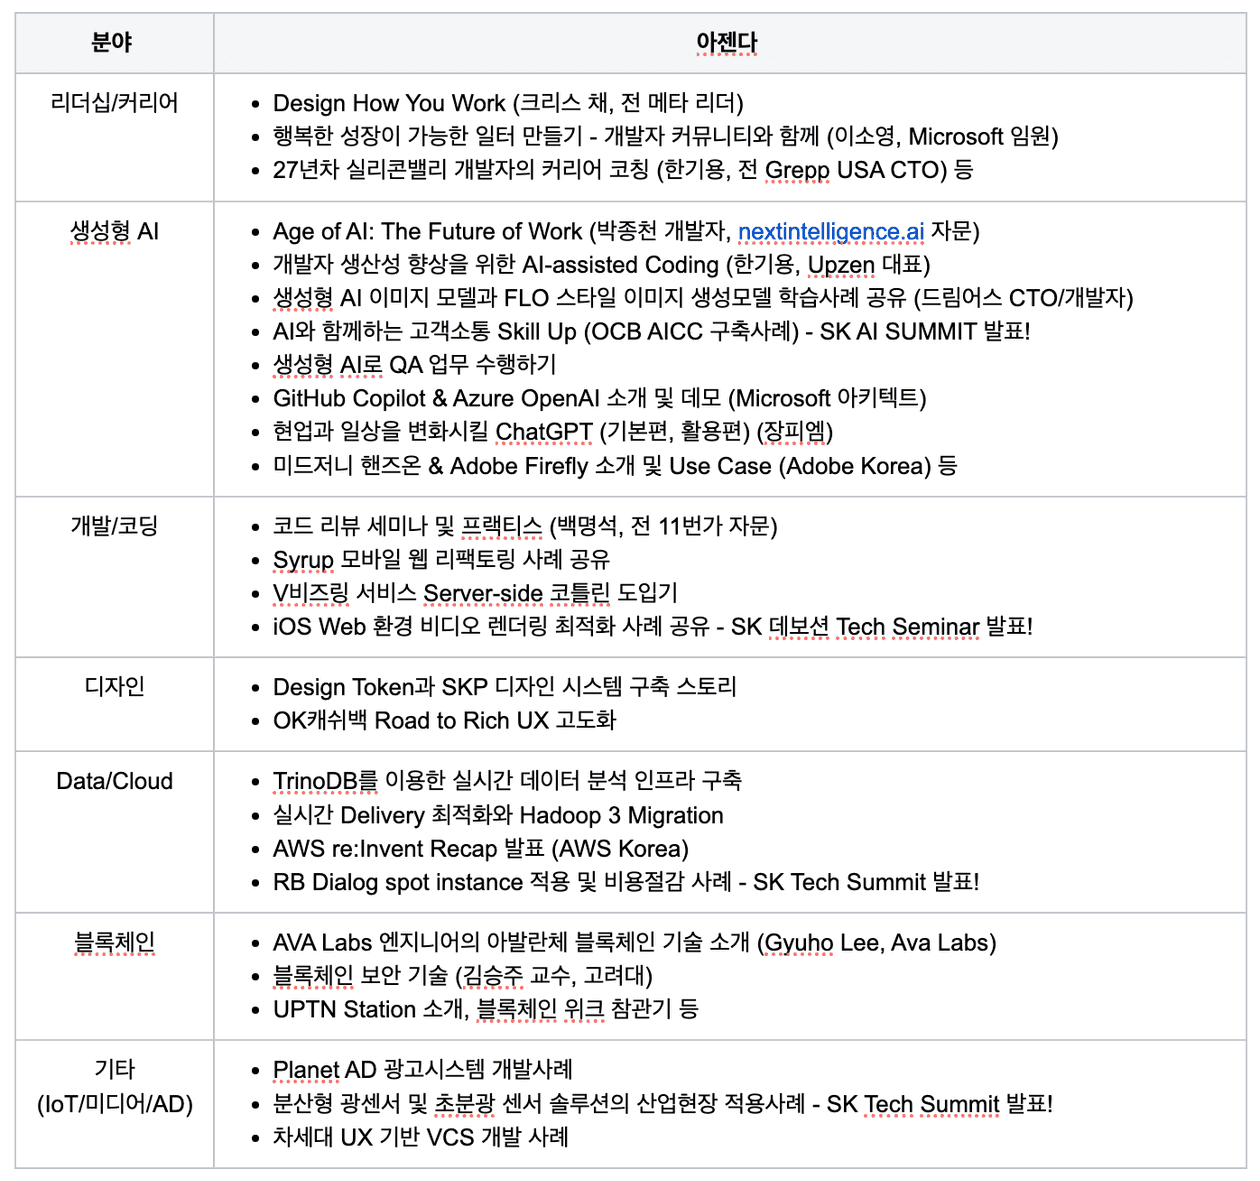 분야
아젠다
리더십/커리어
• Design How You Work (크리스 채, 전 메타 리더)
• 행복한 성장이 가능한 일터 만들기 - 개발자 커뮤니티와 함께 (이소영, Microsoft 임원)
• 27년차 실리콘밸리 개발자의 커리어 코칭 (한기용, 전 Grepp USA CTO) 등
생성형 AI
• Age of AI: The Future of Work (박종천 개발자, nextintelligence.ai 자문)
• 개발자 생산성 향상을 위한 AI-assisted Coding (한기용, Upzen 대표)
• 생성형 AI 이미지 모델과 FLO 스타일 이미지 생성모델 학습사례 공유 (드림어스 CTO/개발자)
• AI와 함께하는 고객소통 Skill Up (OCB AICC 구축사례) - SK AI SUMMIT 발표!
• 생성형 AI로 QA 업무 수행하기
• GitHub Copilot & Azure OpenAI 소개 및 데모 (Microsoft 아키텍트)
• 현업과 일상을 변화시킬 ChatGPT (기본편, 활용편) (장피엠)
• 미드저니 핸즈온 & Adobe Firefly 소개 및 Use Case (Adobe Korea) 등
개발/코딩
• 코드 리뷰 세미나 및 프랙티스 (백명석, 전 11번가 자문)
• Syrup 모바일 웹 리팩토링 사례 공유
• V비즈링 서비스 Server-side 코틀린 도입기
• iOS Web 환경 비디오 렌더링 최적화 사례 공유 - SK 데보션 Tech Seminar 발표!
디자인
• Design Token과 SKP 디자인 시스템 구축 스토리
• OK캐쉬백 Road to Rich UX 고도화
Data/Cloud
• TrinoDB를 이용한 실시간 데이터 분석 인프라 구축
• 실시간 Delivery 최적화와 Hadoop 3 Migration
• AWS re:Invent Recap 발표 (AWS Korea)
• RB Dialog spot instance 적용 및 비용절감 사례 - SK Tech Summit 발표!
블록체인
• AVA Labs 엔지니어의 아발란체 블록체인 기술 소개 (Gyuho Lee, Ava Labs)
• 블록체인 보안 기술 (김승주 교수, 고려대)
• UPTN Station 소개, 블록체인 위크 참관기 등
기타
(IoT/미디어/AD)
• Planet AD 광고시스템 개발사례
• 분산형 광센서 및 초분광 센서 솔루션의 산업현장 적용사례 - SK Tech Summit 발표!
• 차세대 UX 기반 VCS 개발 사례